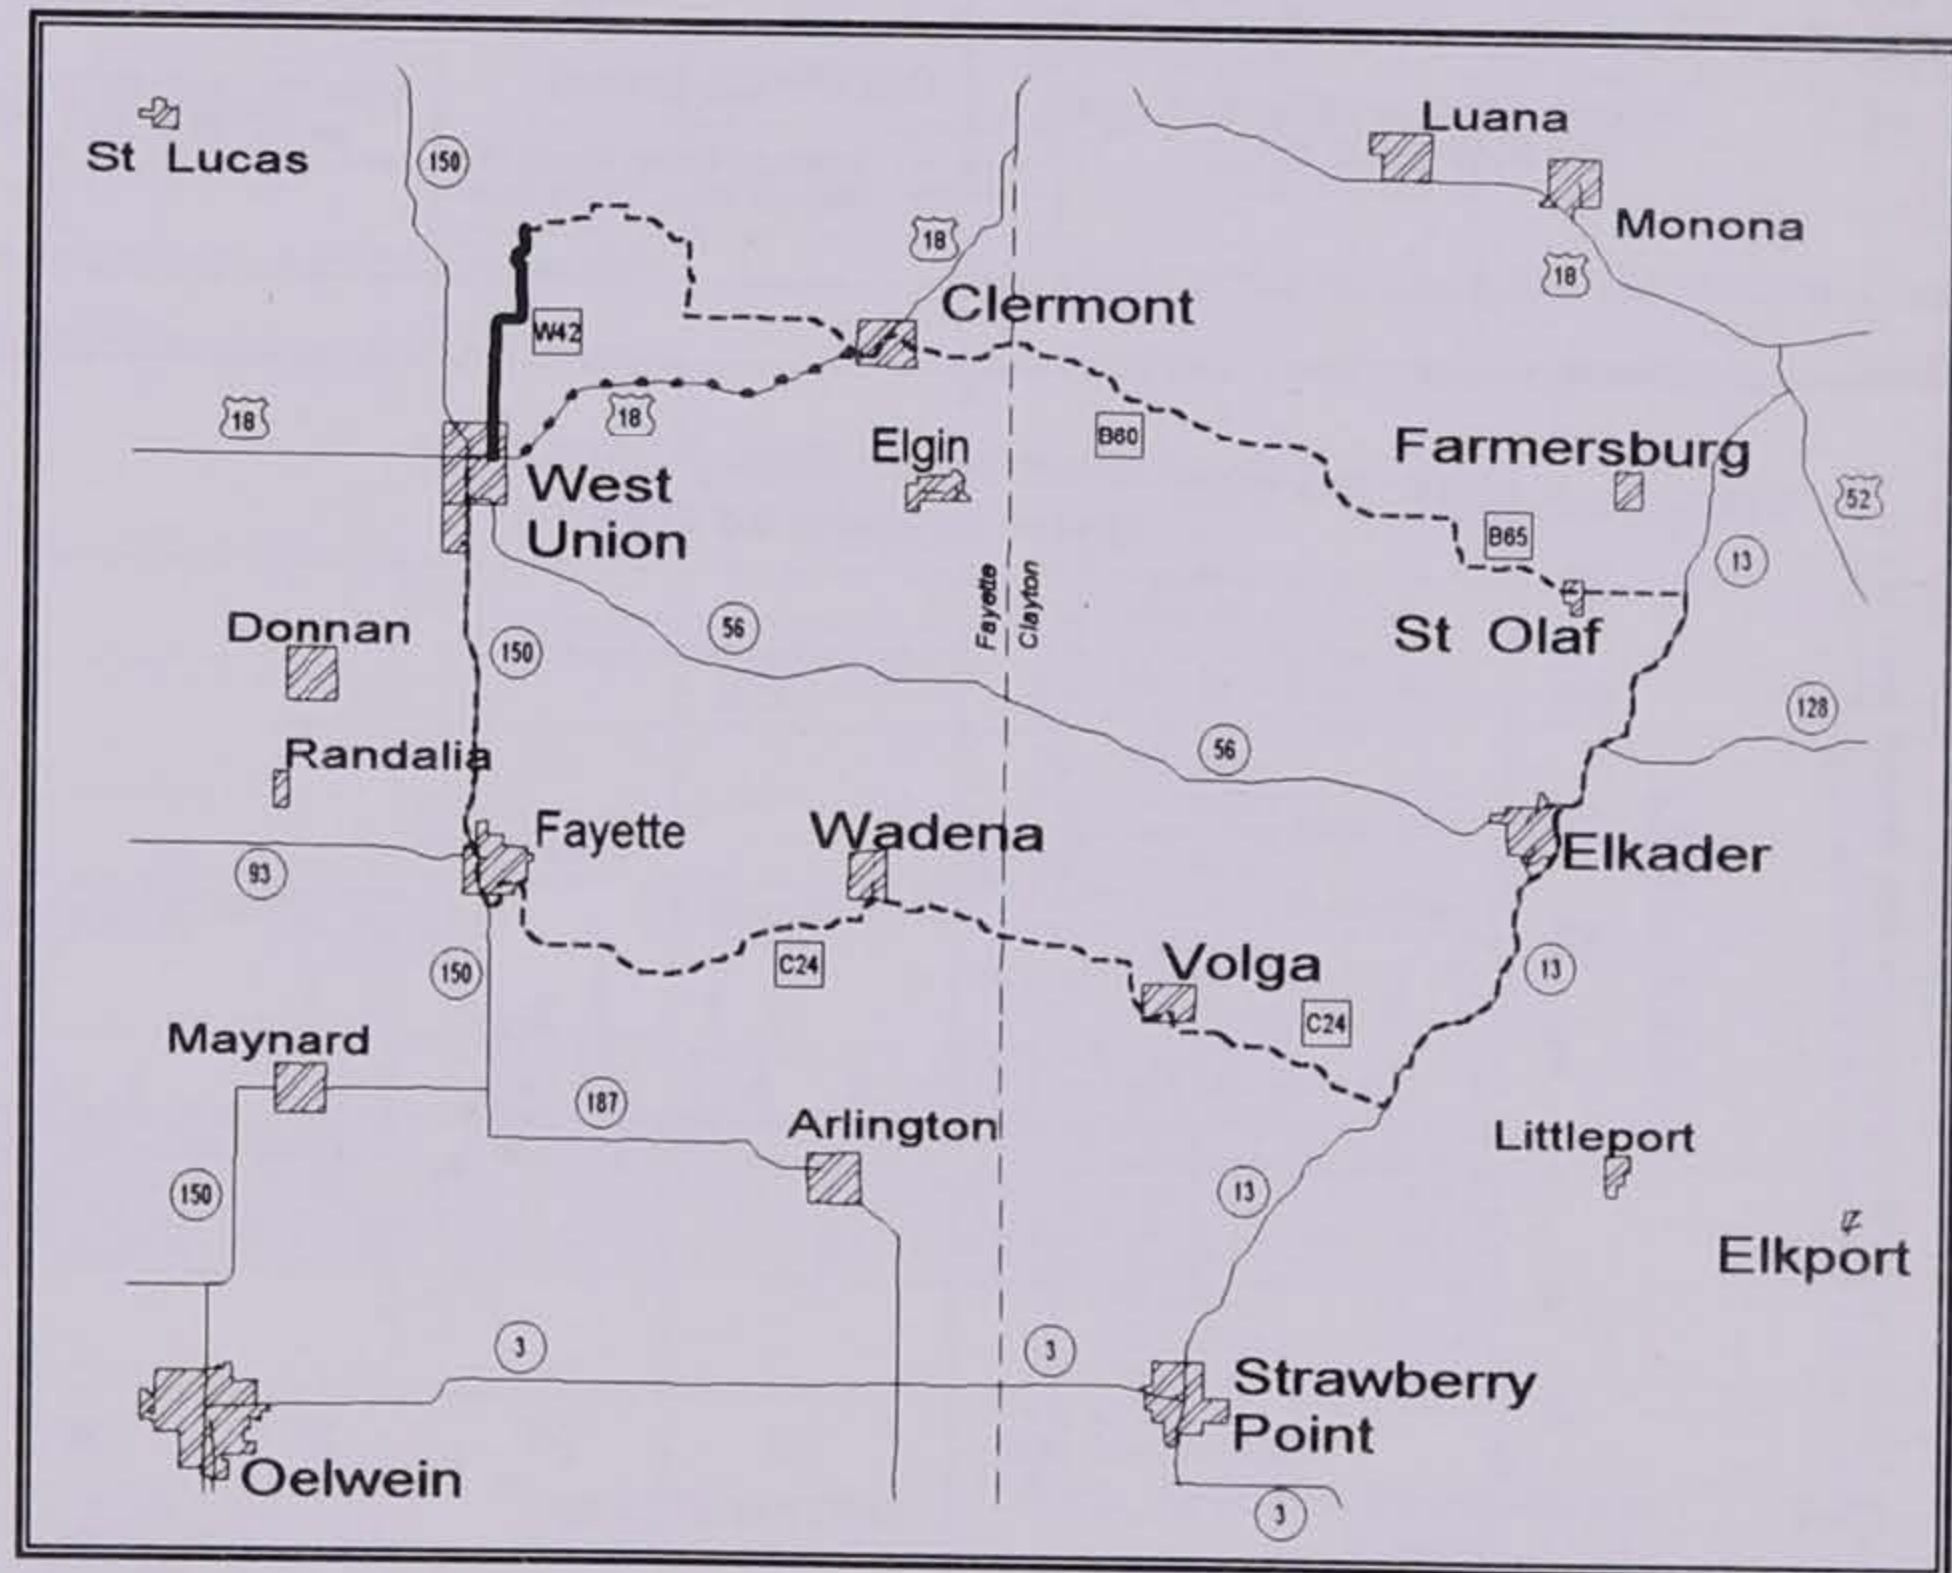 Luana
150
St Lucas
Monona
18
18
Clermont
W42
18
18
B60
Elgin
Farmersburg
West
Union
52
B65
13
Fayette
Clayton
Donnan
56
150
St Olaf
128
Randalia
56
Fayette
Wadena
Elkader
93
C24
150
Volga
13
C24
Maynard
187
Arlington
Littleport
150
13
Elkport
3
3
Strawberry
Point
Oelwein
3